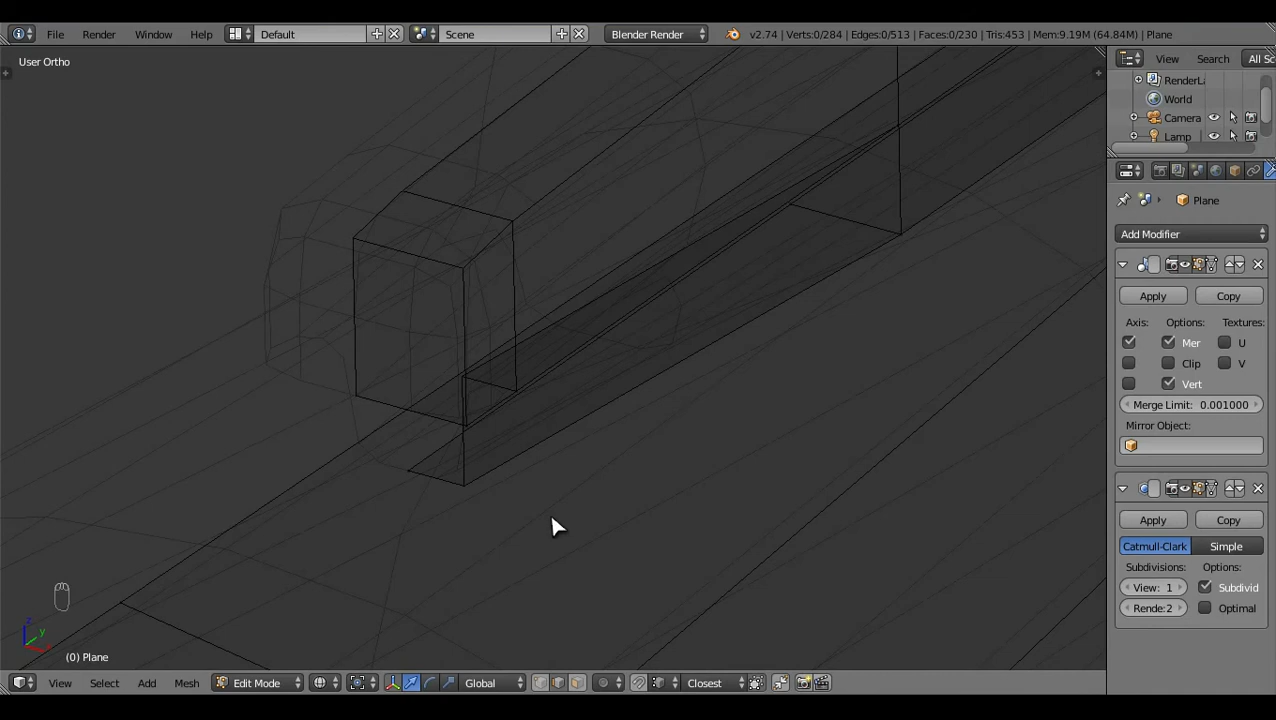 File Render Window Help Default Scene Blender Render v2.74 | Verts:0/284 | Edges:0/513 | Faces:0/230 | Tris:453 | Mem:9.19M (64.84M) | Plane
User Ortho
View Search All Sc
RenderLa
World
Camera
Lamp
Plane
Add Modifier
Apply Copy
Axis: Options: Textures:
Mer U
Clip V
Vert
Merge Limit: 0.001000
Mirror Object:
Apply Copy
Catmull-Clark Simple
Subdivisions: Options:
View: 1 Subdivid
Rende:2 Optimal
z
y
(0) Plane
View Select Add Mesh Edit Mode Global Closest